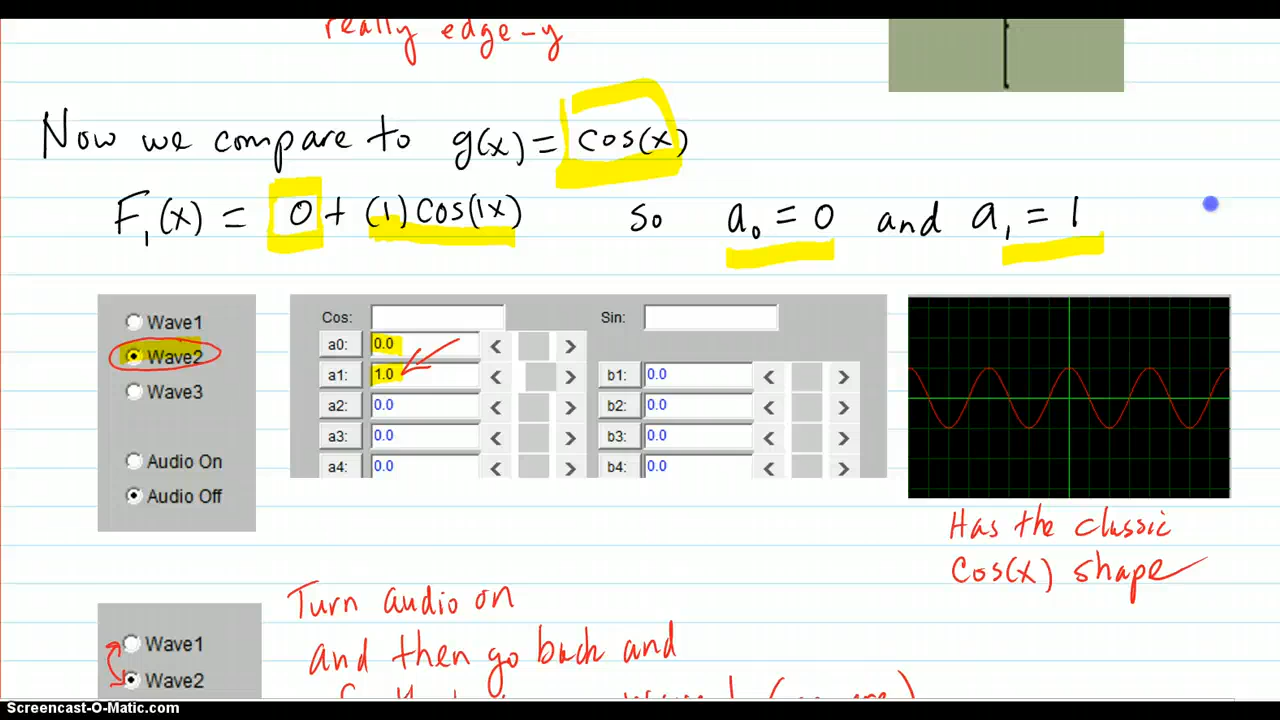 really edge-y
Now we compare to g(x) = cos(x)
F₁(x) = 0 + (1) cos(1x) so a₀ = 0 and a₁ = 1
Wave1
Wave2
Wave3
Audio On
Audio Off
Cos: Sin:
a0: 0.0
a1: 1.0 b1: 0.0
a2: 0.0 b2: 0.0
a3: 0.0 b3: 0.0
a4: 0.0 b4: 0.0
Has the classic
Cos(x) shape
Turn audio on
and then go back and
Wave1
Wave2
Screencast-O-Matic.com